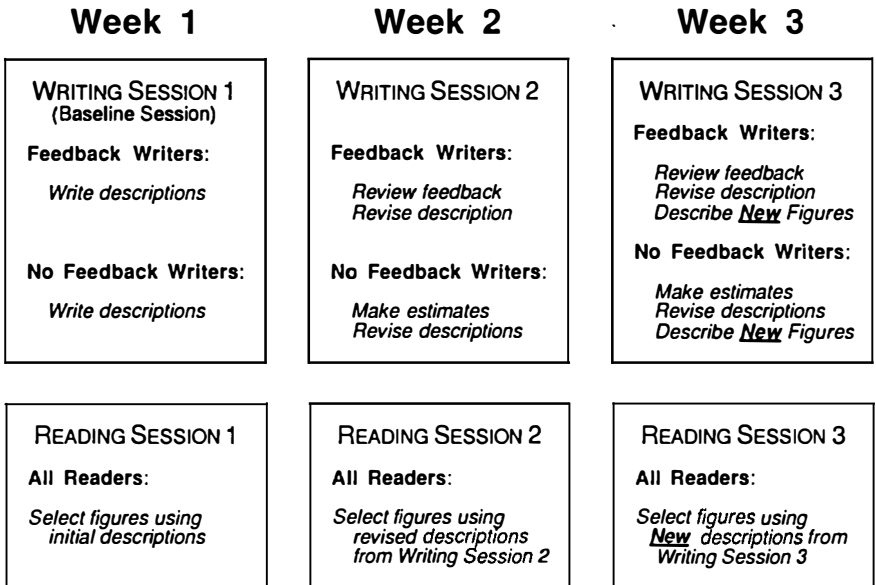 Week 1
Week 2
Week 3
WRITING SESSION 1
(Baseline Session)
Feedback Writers:
Write descriptions
No Feedback Writers:
Write descriptions
WRITING SESSION 2
Feedback Writers:
Review feedback
Revise description
No Feedback Writers:
Make estimates
Revise descriptions
WRITING SESSION 3
Feedback Writers:
Review feedback
Revise description
Describe New Figures
No Feedback Writers:
Make estimates
Revise descriptions
Describe New Figures
READING SESSION 1
All Readers:
Select figures using
initial descriptions
READING SESSION 2
All Readers:
Select figures using
revised descriptions
from Writing Session 2
READING SESSION 3
All Readers:
Select figures using
New descriptions from
Writing Session 3